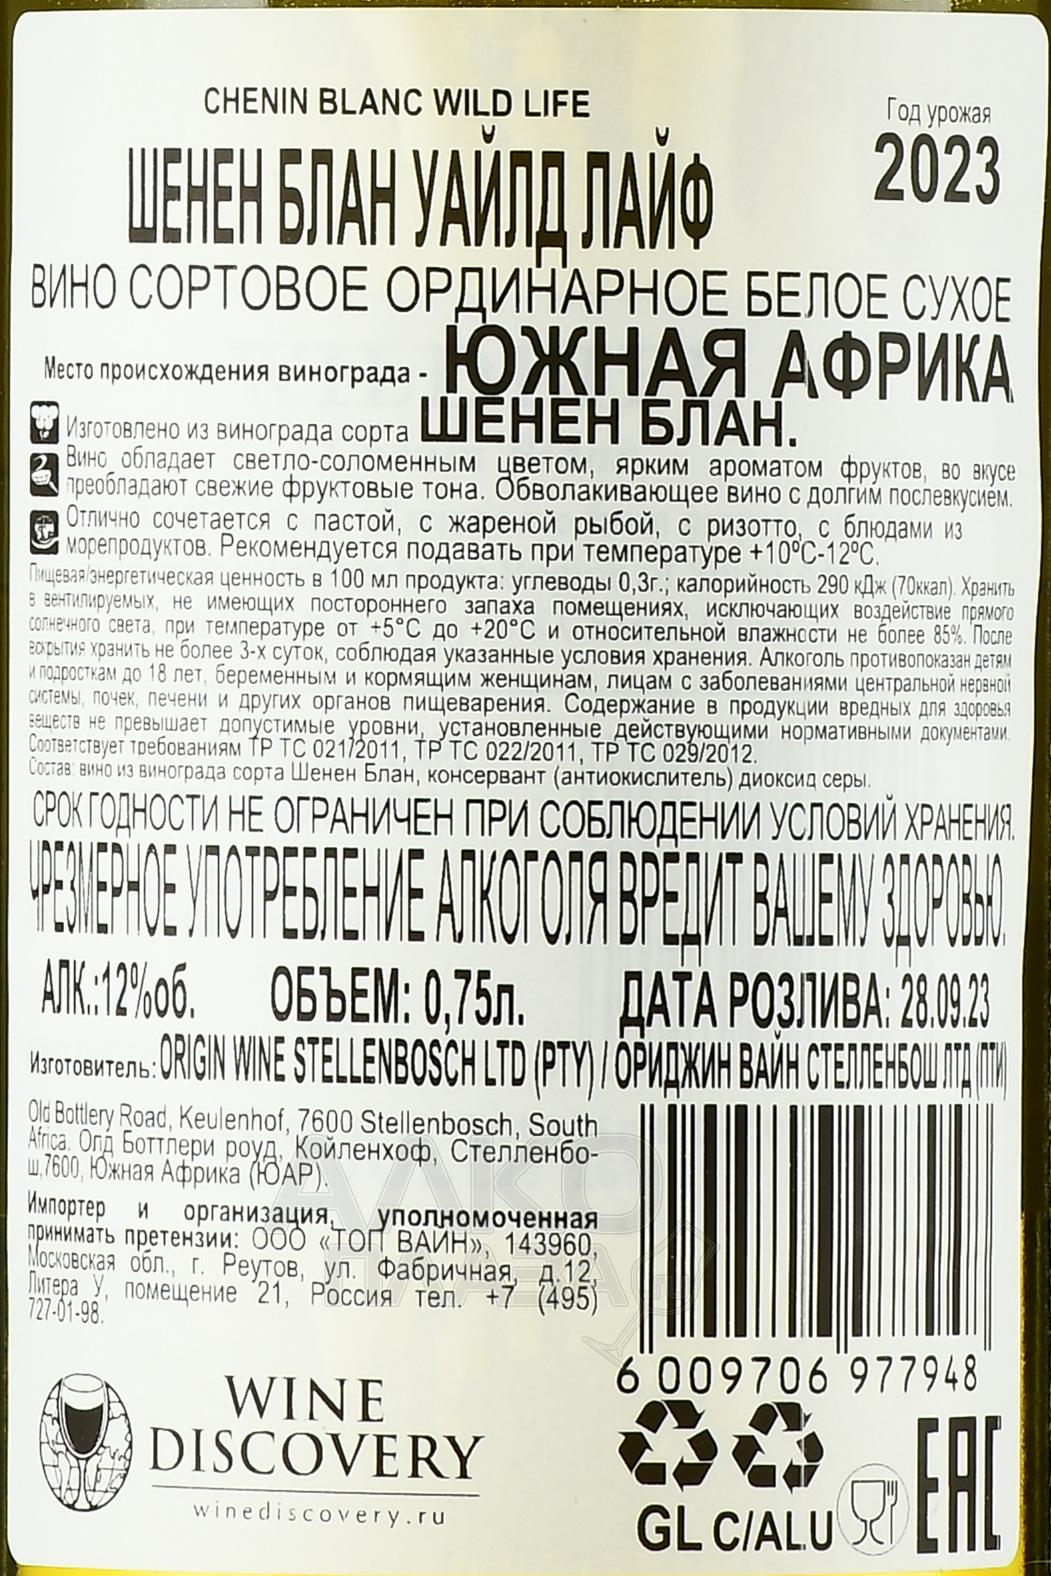 CHENIN BLANC WILD LIFE
Год урожая
2023
ШЕНЕН БЛАН УАЙЛД ЛАЙФ
ВИНО СОРТОВОЕ ОРДИНАРНОЕ БЕЛОЕ СУХОЕ
Место происхождения винограда - ЮЖНАЯ АФРИКА
Изготовлено из винограда сорта ШЕНЕН БЛАН.
Вино обладает светло-соломенным цветом, ярким ароматом фруктов, во вкусе
преобладают свежие фруктовые тона. Обволакивающее вино с долгим послевкусием.
Отлично сочетается с пастой, с жареной рыбой, с ризотто, с блюдами из
морепродуктов. Рекомендуется подавать при температуре +10ºС-12ºС.
Пищевая/энергетическая ценность в 100 мл продукта: углеводы 0,3г.; калорийность 290 кДж (70ккал). Хранить
в вентилируемых, не имеющих постороннего запаха помещениях, исключающих воздействие прямого
солнечного света, при температуре от +5°С до +20°С и относительной влажности не более 85%. После
вскрытия хранить не более 3-х суток, соблюдая указанные условия хранения. Алкоголь противопоказан детям
и подросткам до 18 лет, беременным и кормящим женщинам, лицам с заболеваниями центральной нервной
системы, почек, печени и других органов пищеварения. Содержание в продукции вредных для здоровья
веществ не превышает допустимые уровни, установленные действующими нормативными документами.
Соответствует требованиям ТР ТС 021/2011, ТР ТС 022/2011, ТР ТС 029/2012.
Состав: вино из винограда сорта Шенен Блан, консервант (антиокислитель) диоксид серы.
СРОК ГОДНОСТИ НЕ ОГРАНИЧЕН ПРИ СОБЛЮДЕНИИ УСЛОВИЙ ХРАНЕНИЯ.
ЧРЕЗМЕРНОЕ УПОТРЕБЛЕНИЕ АЛКОГОЛЯ ВРЕДИТ ВАШЕМУ ЗДОРОВЬЮ.
АЛК.:12%об. ОБЪЕМ: 0,75л. ДАТА РОЗЛИВА: 28.09.23
Изготовитель: ORIGIN WINE STELLENBOSCH LTD (PTY) / ОРИДЖИН ВАЙН СТЕЛЛЕНБОШ ЛТД (ПТИ)
Old Bottlery Road, Keulenhof, 7600 Stellenbosch, South
Africa. Олд Боттлери роуд, Койленхоф, Стелленбо-
ш,7600, Южная Африка (ЮАР).
Импортер и организация, уполномоченная
принимать претензии: ООО «ТОП ВАЙН», 143960,
Московская обл., г. Реутов, ул. Фабричная, д.12,
Литера У, помещение 21, Россия тел. +7 (495)
727-01-98.
АЛКО
ПЛАЗА.ru
6 009706 977948
WINE
DISCOVERY
winediscovery.ru
GL C/ALU
EAC